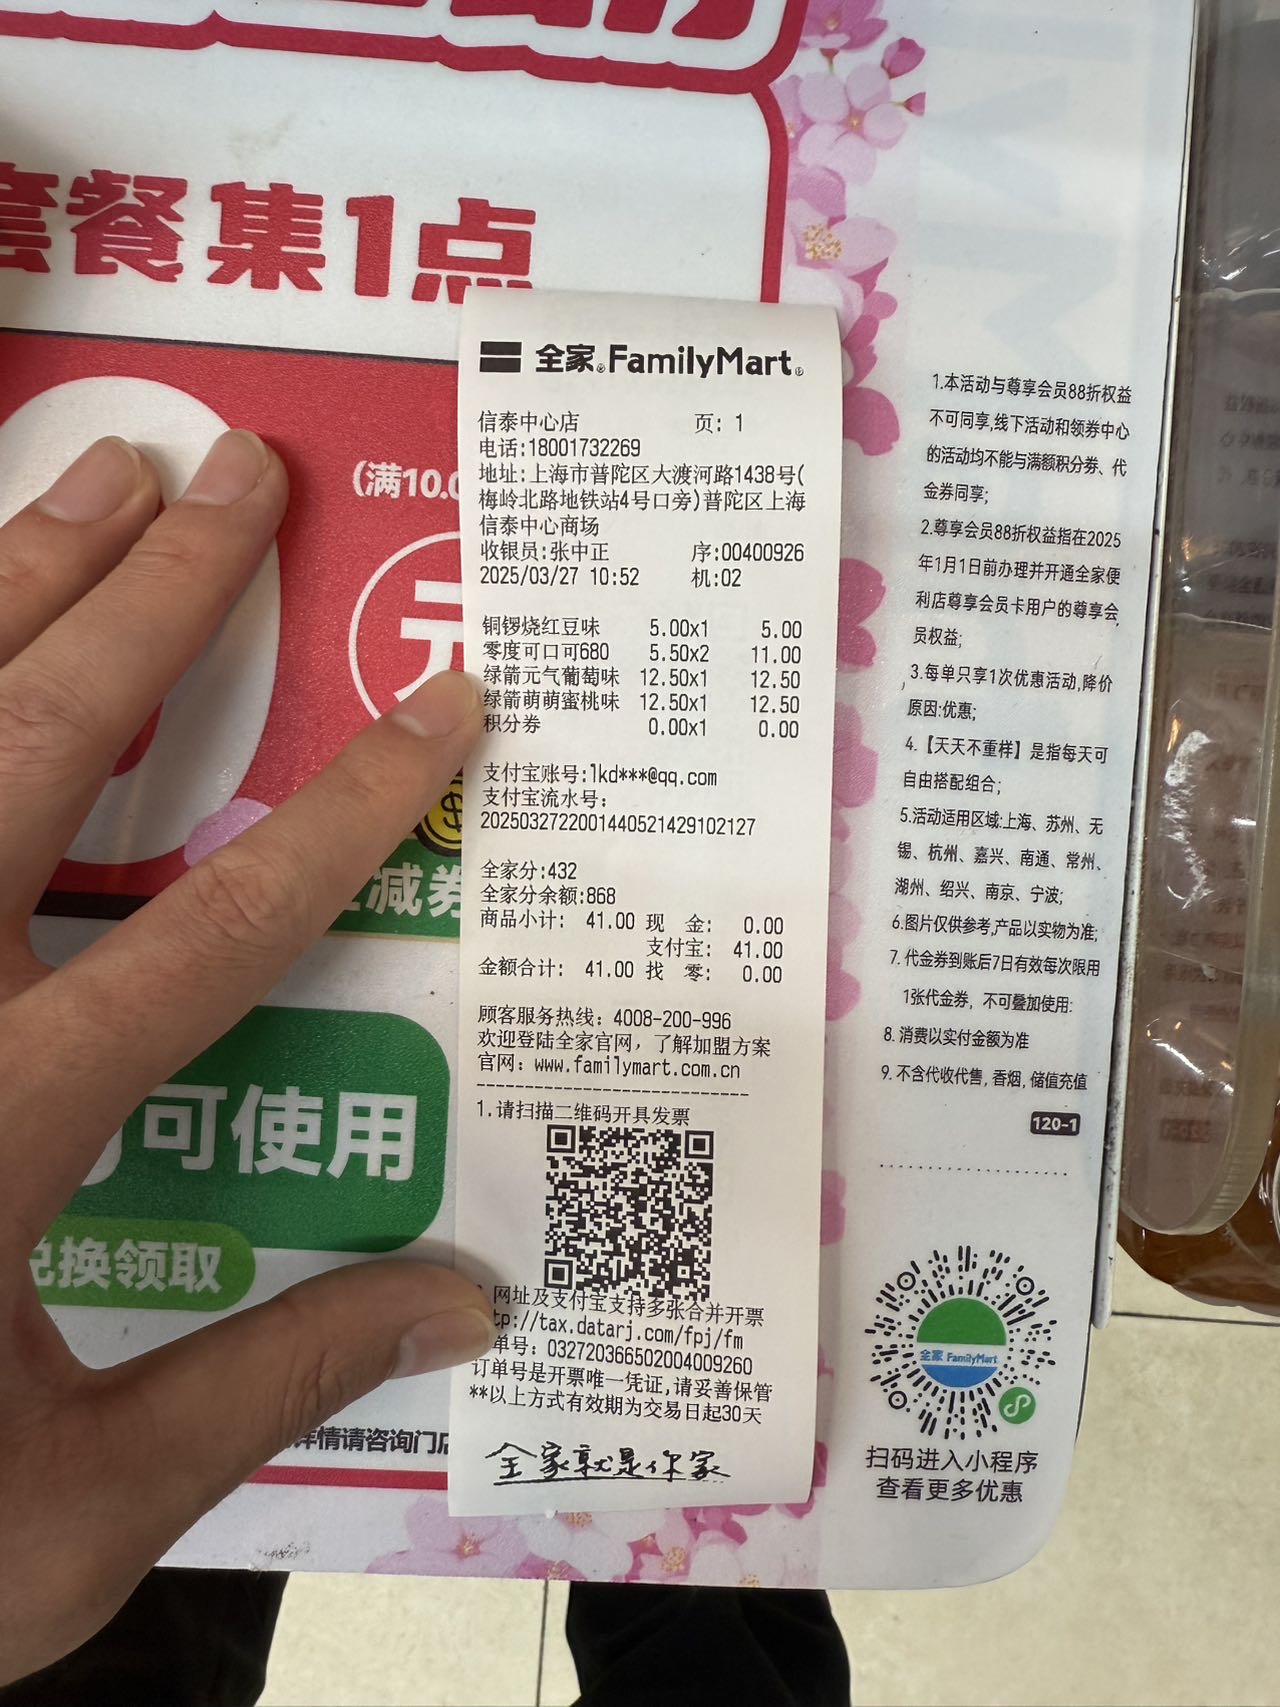 套餐集1点
(满10.0
元
减券
可使用
兑换领取
详情请咨询门店
全家®FamilyMart®
信泰中心店 页: 1
电话:18001732269
地址:上海市普陀区大渡河路1438号(
梅岭北路地铁站4号口旁)普陀区上海
信泰中心商场
收银员:张中正 序:00400926
2025/03/27 10:52 机:02
铜锣烧红豆味 5.00x1 5.00
零度可口可680 5.50x2 11.00
绿箭元气葡萄味 12.50x1 12.50
绿箭萌萌蜜桃味 12.50x1 12.50
积分券 0.00x1 0.00
支付宝账号:lkd***@qq.com
支付宝流水号:
2025032722001440521429102127
全家分:432
全家分余额:868
商品小计: 41.00 现 金: 0.00
支付宝: 41.00
金额合计: 41.00 找 零: 0.00
顾客服务热线: 4008-200-996
欢迎登陆全家官网，了解加盟方案
官网: www.familymart.com.cn
1.请扫描二维码开具发票
网址及支付宝支持多张合并开票
tp://tax.datarj.com/fpj/fm
单号: 032720366502004009260
订单号是开票唯一凭证,请妥善保管
**以上方式有效期为交易日起30天
全家就是你家
1.本活动与尊享会员88折权益
不可同享,线下活动和领券中心
的活动均不能与满额积分券、代
金券同享;
2.尊享会员88折权益指在2025
年1月1日前办理并开通全家便
利店尊享会员卡用户的尊享会
员权益;
3.每单只享1次优惠活动,降价
原因:优惠;
4.【天天不重样】是指每天可
自由搭配组合;
5.活动适用区域:上海、苏州、无
锡、杭州、嘉兴、南通、常州、
湖州、绍兴、南京、宁波;
6.图片仅供参考,产品以实物为准;
7. 代金券到账后7日有效每次限用
1张代金券，不可叠加使用:
8. 消费以实付金额为准
9. 不含代收代售, 香烟, 储值充值
120-1
全家 FamilyMart
扫码进入小程序
查看更多优惠